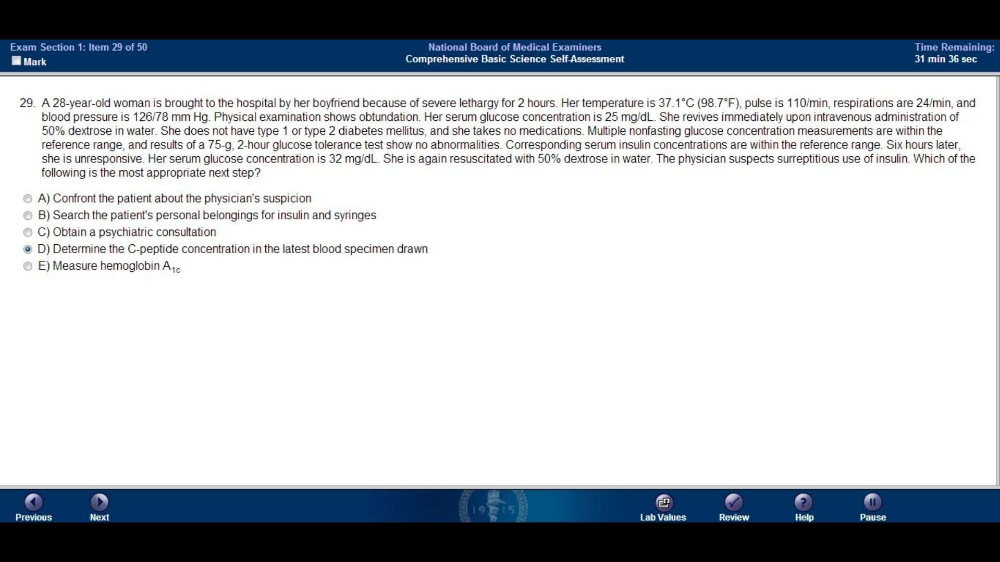 Exam Section 1: Item 29 of 50
National Board of Medical Examiners
Time Remaining:
Mark
Comprehensive Basic Science Self-Assessment
31 min 36 sec
29. A 28-year-old woman is brought to the hospital by her boyfriend because of severe lethargy for 2 hours. Her temperature is 37.1°C (98.7°F), pulse is 110/min, respirations are 24/min, and
blood pressure is 126/78 mm Hg. Physical examination shows obtundation. Her serum glucose concentration is 25 mg/dL. She revives immediately upon intravenous administration of
50% dextrose in water. She does not have type 1 or type 2 diabetes mellitus, and she takes no medications. Multiple nonfasting glucose concentration measurements are within the
reference range, and results of a 75-g, 2-hour glucose tolerance test show no abnormalities. Corresponding serum insulin concentrations are within the reference range. Six hours later,
she is unresponsive. Her serum glucose concentration is 32 mg/dL. She is again resuscitated with 50% dextrose in water. The physician suspects surreptitious use of insulin. Which of the
following is the most appropriate next step?
A) Confront the patient about the physician's suspicion
B) Search the patient's personal belongings for insulin and syringes
C) Obtain a psychiatric consultation
D) Determine the C-peptide concentration in the latest blood specimen drawn
E) Measure hemoglobin A1c
1915
Previous
Next
Lab Values
Review
Help
Pause